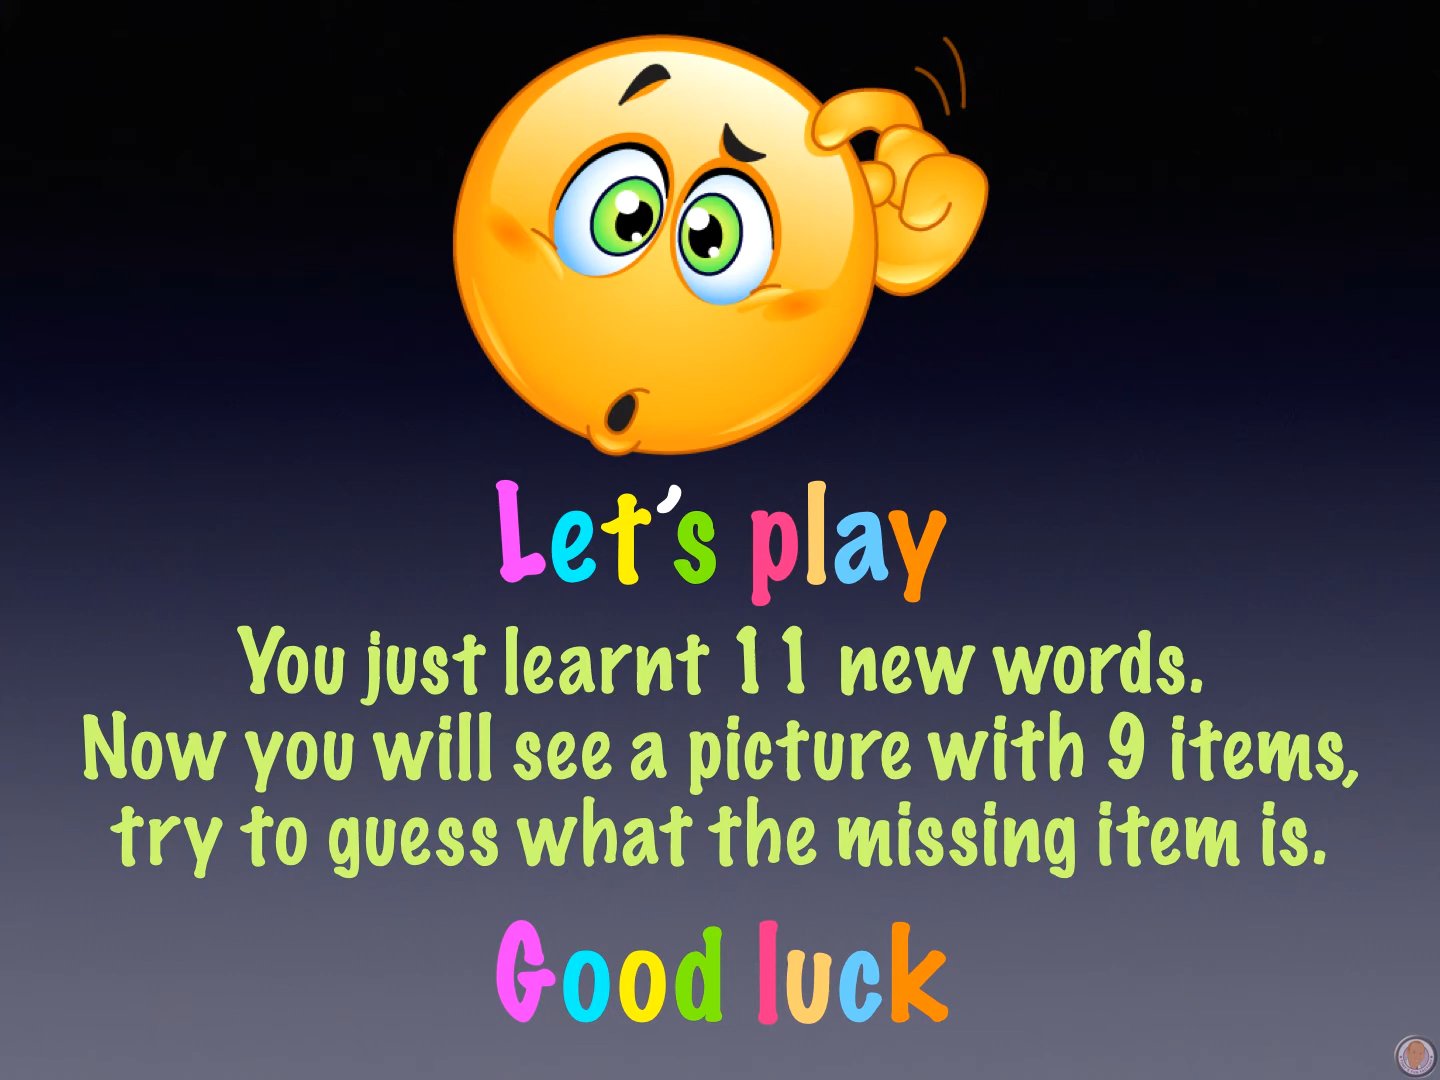 Let's play
You just learnt 11 new words.
Now you will see a picture with 9 items,
try to guess what the missing item is.
Good luck